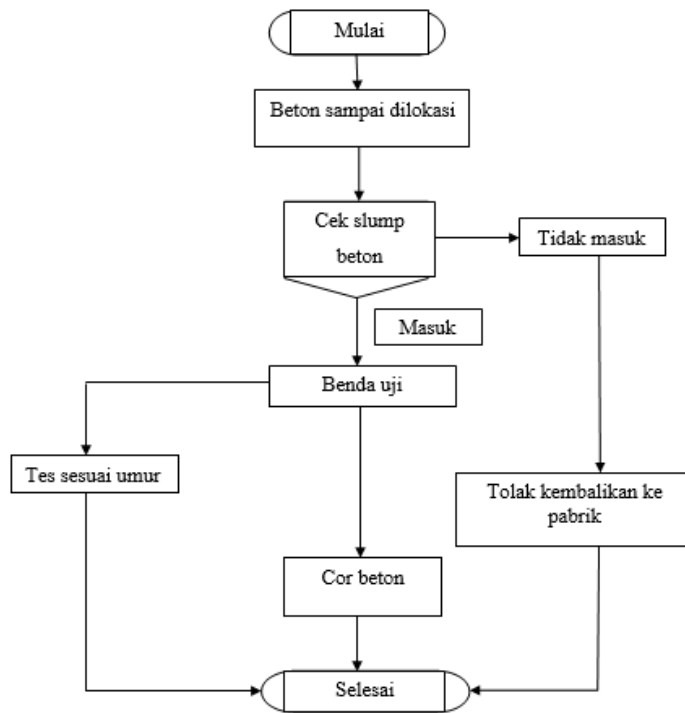 Mulai
Beton sampai dilokasi
Cek slump
beton
Tidak masuk
Masuk
Benda uji
Tes sesuai umur
Tolak kembalikan ke
pabrik
Cor beton
Selesai